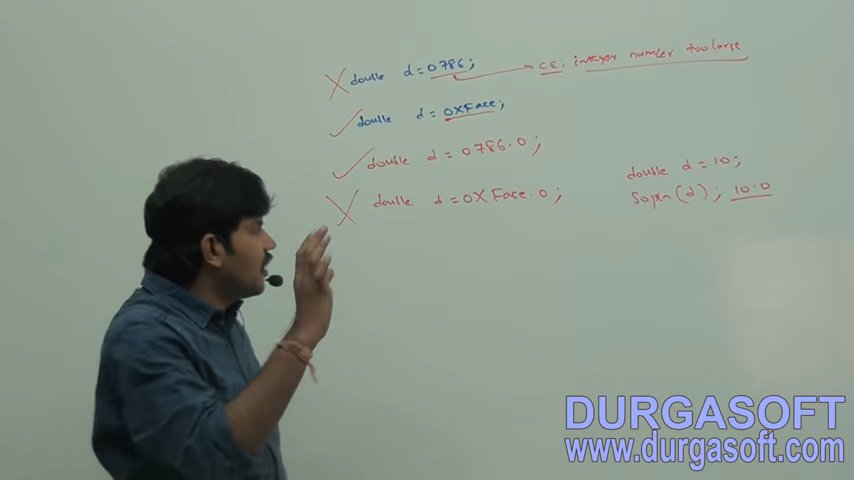 double d = 0786; CE: integer number too large
double d = 0XFace;
double d = 0786.0;
double d = 0XFace.0;
double d = 10;
Sopln(d); 10.0
DURGASOFT
www.durgasoft.com